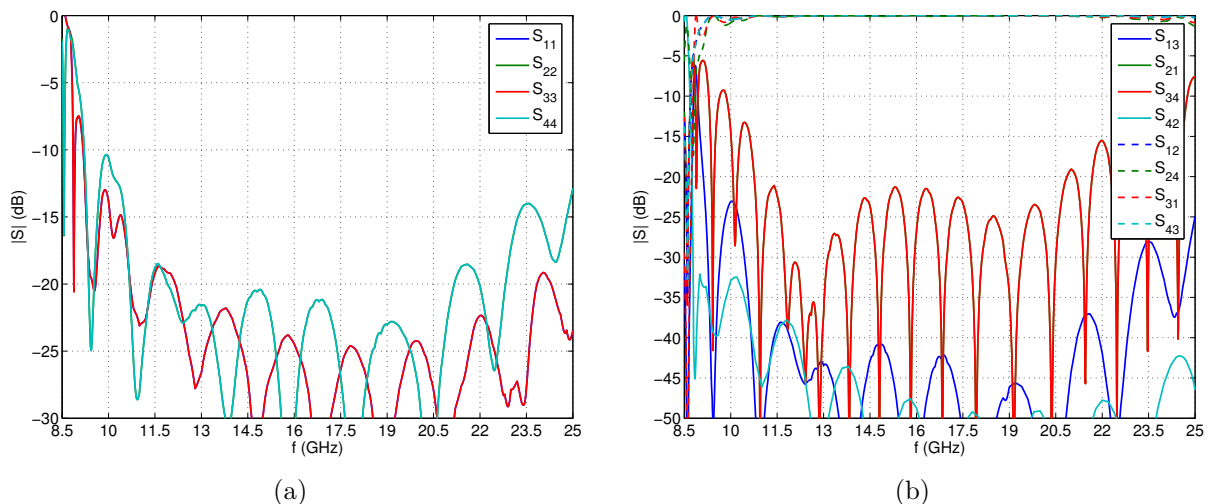 0
−5
−10
−15
−20
−25
−30
|S| (dB)
8.5 10 11.5 13 14.5 16 17.5 19 20.5 22 23.5 25
f (GHz)
S11
S22
S33
S44
(a)
0
−5
−10
−15
−20
−25
−30
−35
−40
−45
−50
|S| (dB)
8.5 10 11.5 13 14.5 16 17.5 19 20.5 22 23.5 25
f (GHz)
S13
S21
S34
S42
S12
S24
S31
S43
(b)